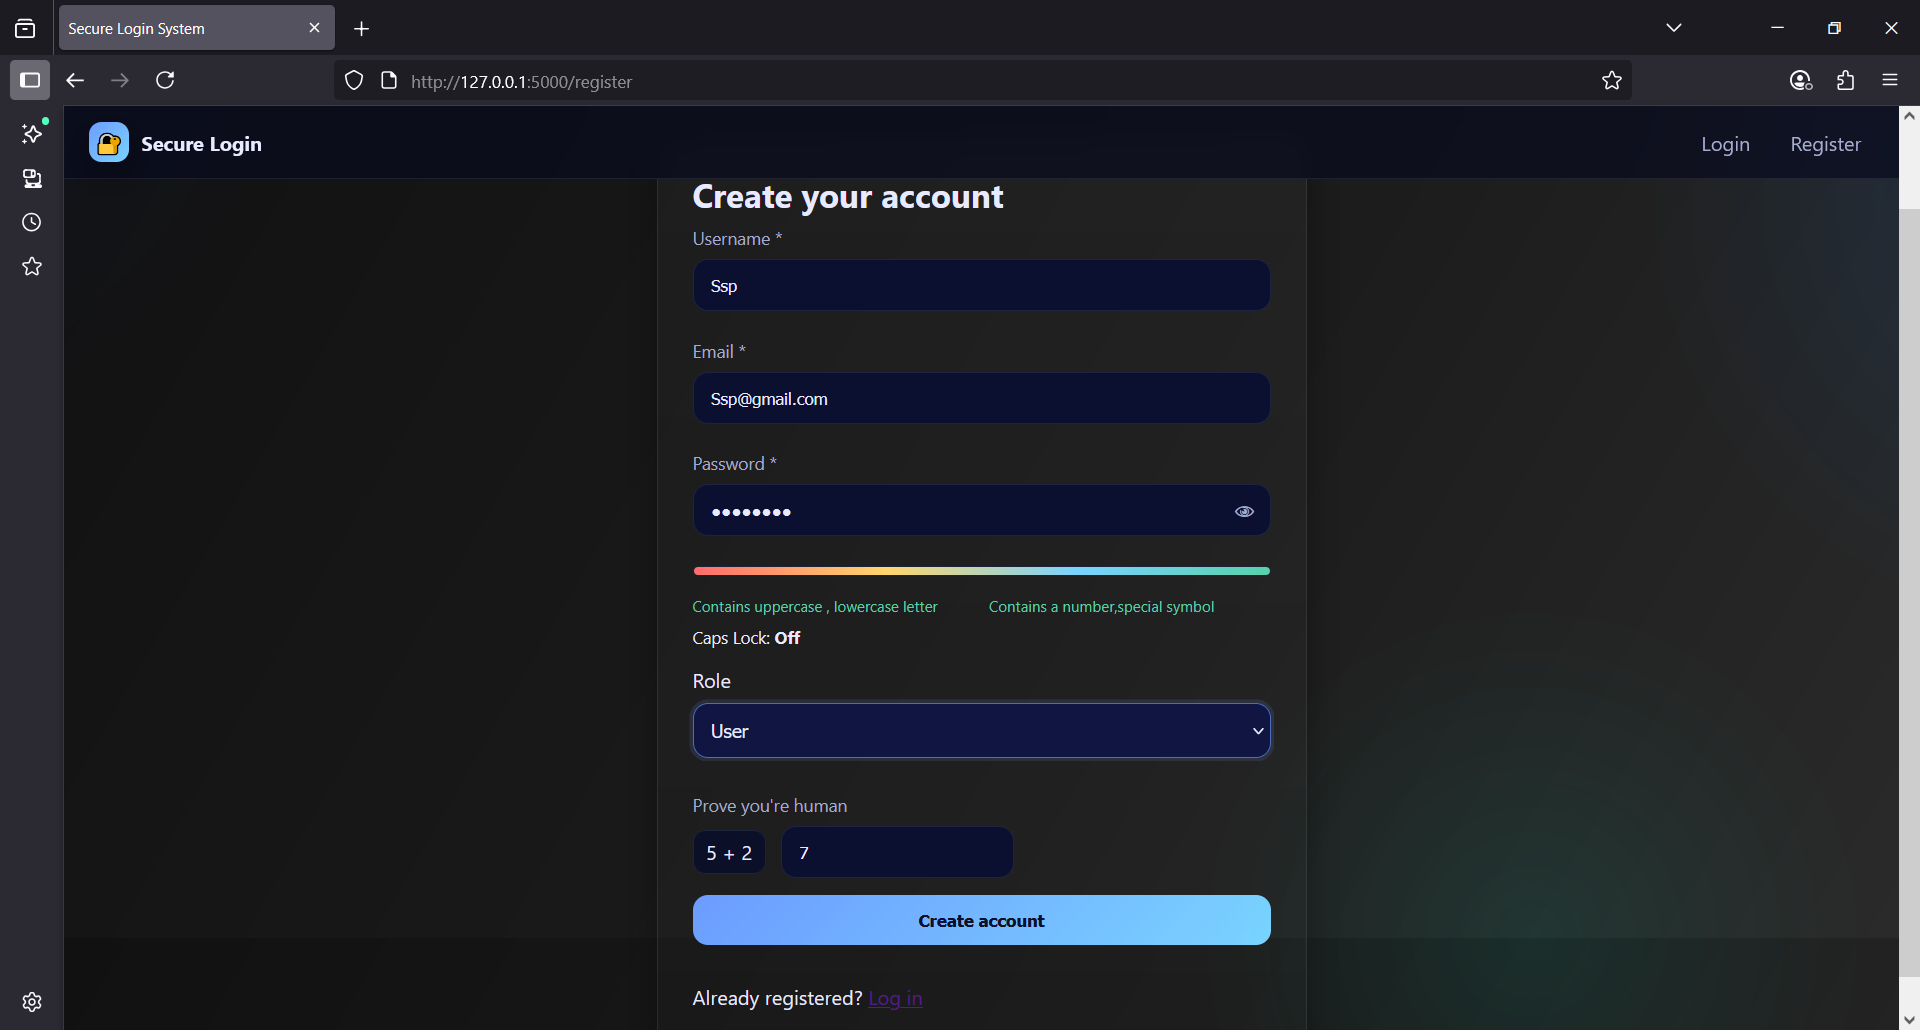 Secure Login System
http://127.0.0.1:5000/register
Secure Login
Login
Register
Create your account
Username *
Ssp
Email *
Ssp@gmail.com
Password *
••••••••
Contains uppercase , lowercase letter
Contains a number,special symbol
Caps Lock: Off
Role
User
Prove you're human
5 + 2
7
Create account
Already registered? Log in